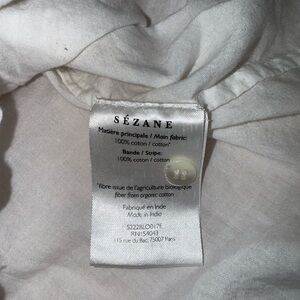 SÉZANE
Matière principale / Main fabric:
100% coton / cotton*
Bande / Stripe:
100% coton / cotton
*fibre issue de l'agriculture biologique
fiber from organic cotton
Fabriqué en Inde
Made in India
RN154043
115 rue du bac, 75007 Paris